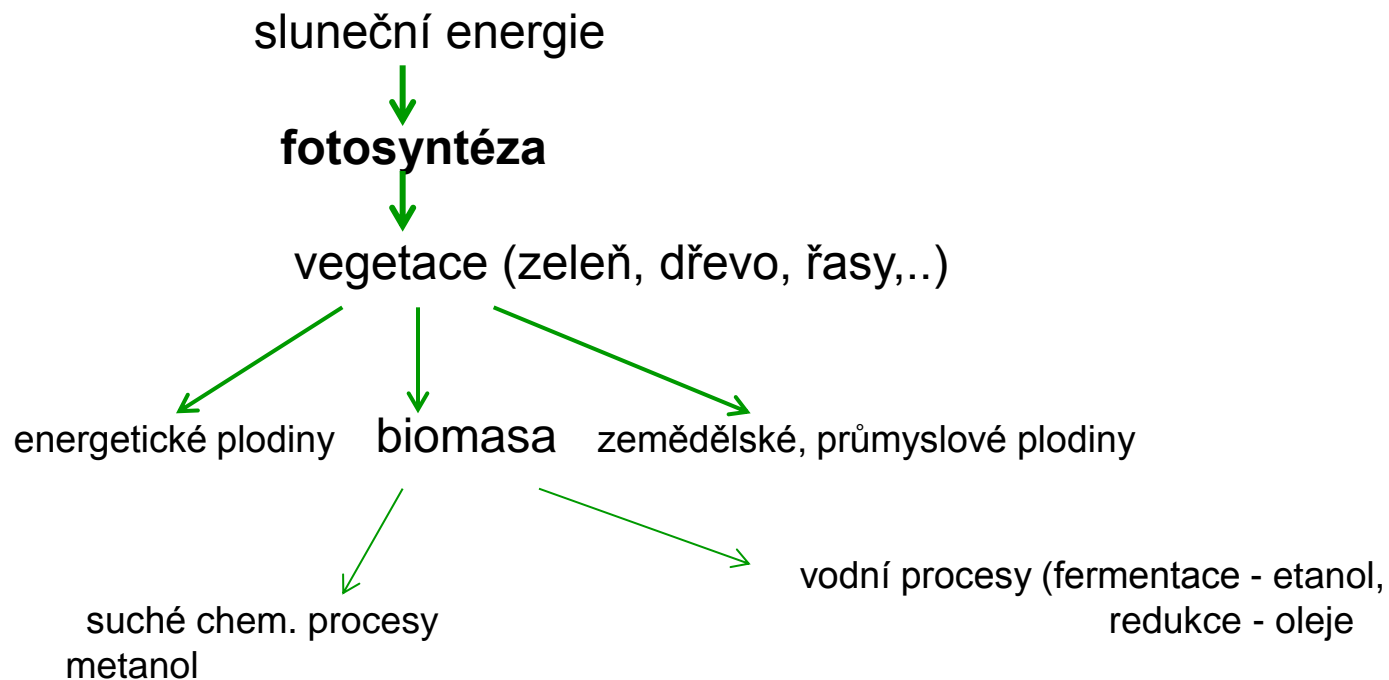 sluneční energie
fotosyntéza
vegetace (zeleň, dřevo, řasy,..)
energetické plodiny biomasa zemědělské, průmyslové plodiny
vodní procesy (fermentace - etanol,
redukce - oleje
suché chem. procesy
metanol